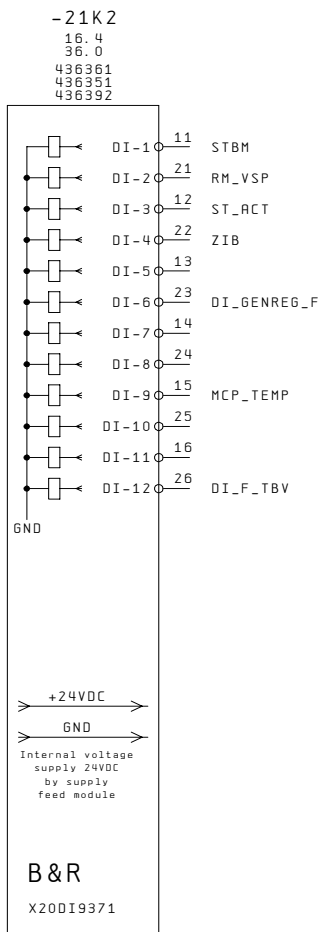 -21K2
16.4
36.0
436361
436351
436392
DI-1 11 STBM
DI-2 21 RM_VSP
DI-3 12 ST_ACT
DI-4 22 ZIB
DI-5 13
DI-6 23 DI_GENREG_F
DI-7 14
DI-8 24
DI-9 15 MCP_TEMP
DI-10 25
DI-11 16
DI-12 26 DI_F_TBV
GND
+24VDC
GND
Internal voltage
supply 24VDC
by supply
feed module
B&R
X20DI9371